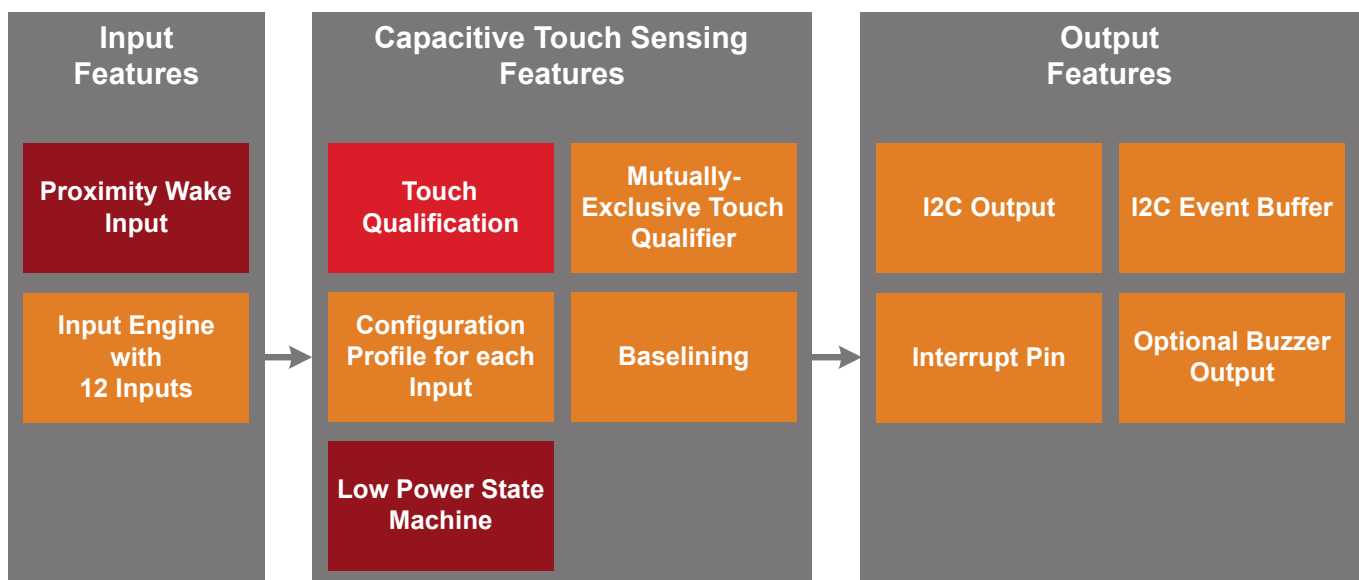 Input
Features
Proximity Wake
Input
Input Engine
with
12 Inputs
Capacitive Touch Sensing
Features
Touch
Qualification
Mutually-
Exclusive Touch
Qualifier
Configuration
Profile for each
Input
Baselining
Low Power State
Machine
Output
Features
I2C Output
I2C Event Buffer
Interrupt Pin
Optional Buzzer
Output